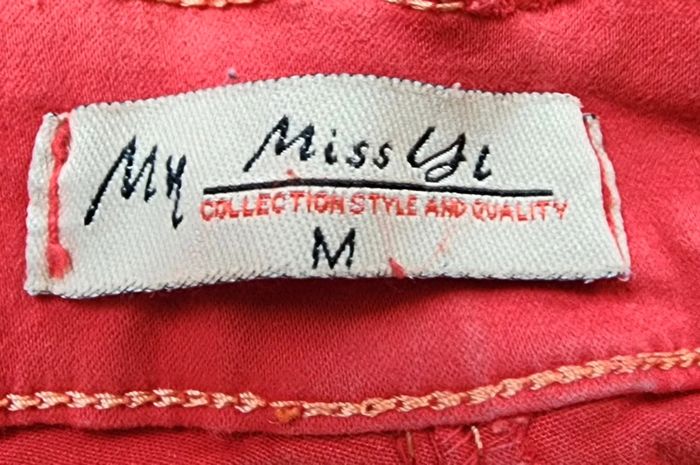 Miss Yi
MY
COLLECTION STYLE AND QUALITY
M